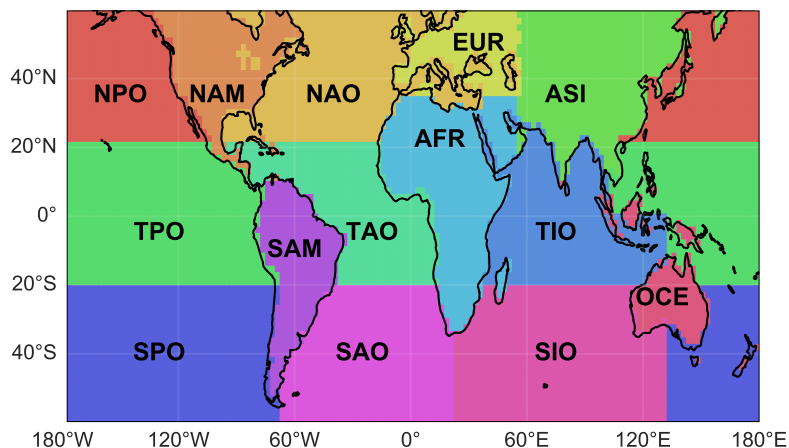 EUR
40°N
NPO NAM NAO ASI
AFR
20°N
0°
TPO SAM TAO TIO
20°S
OCE
SPO SAO SIO
40°S
180°W 120°W 60°W 0° 60°E 120°E 180°E